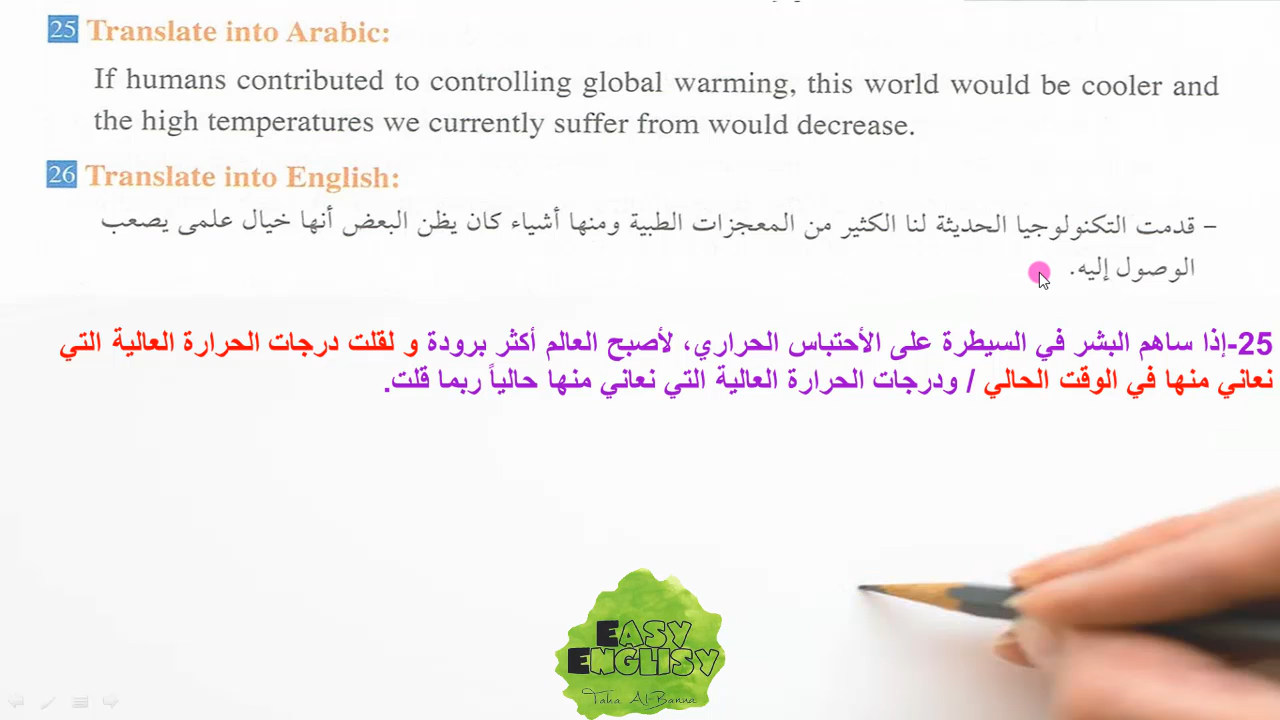 25 Translate into Arabic:
If humans contributed to controlling global warming, this world would be cooler and
the high temperatures we currently suffer from would decrease.
26 Translate into English:
– قدمت التكنولوجيا الحديثة لنا الكثير من المعجزات الطبية ومنها أشياء كان يظن البعض أنها خيال علمى يصعب
الوصول إليه.
25-إذا ساهم البشر في السيطرة على الأحتباس الحراري، لأصبح العالم أكثر برودة و لقلت درجات الحرارة العالية التي
نعاني منها في الوقت الحالي / ودرجات الحرارة العالية التي نعاني منها حالياً ربما قلت.
EASY
ENGLISY
Taha Al-Banna